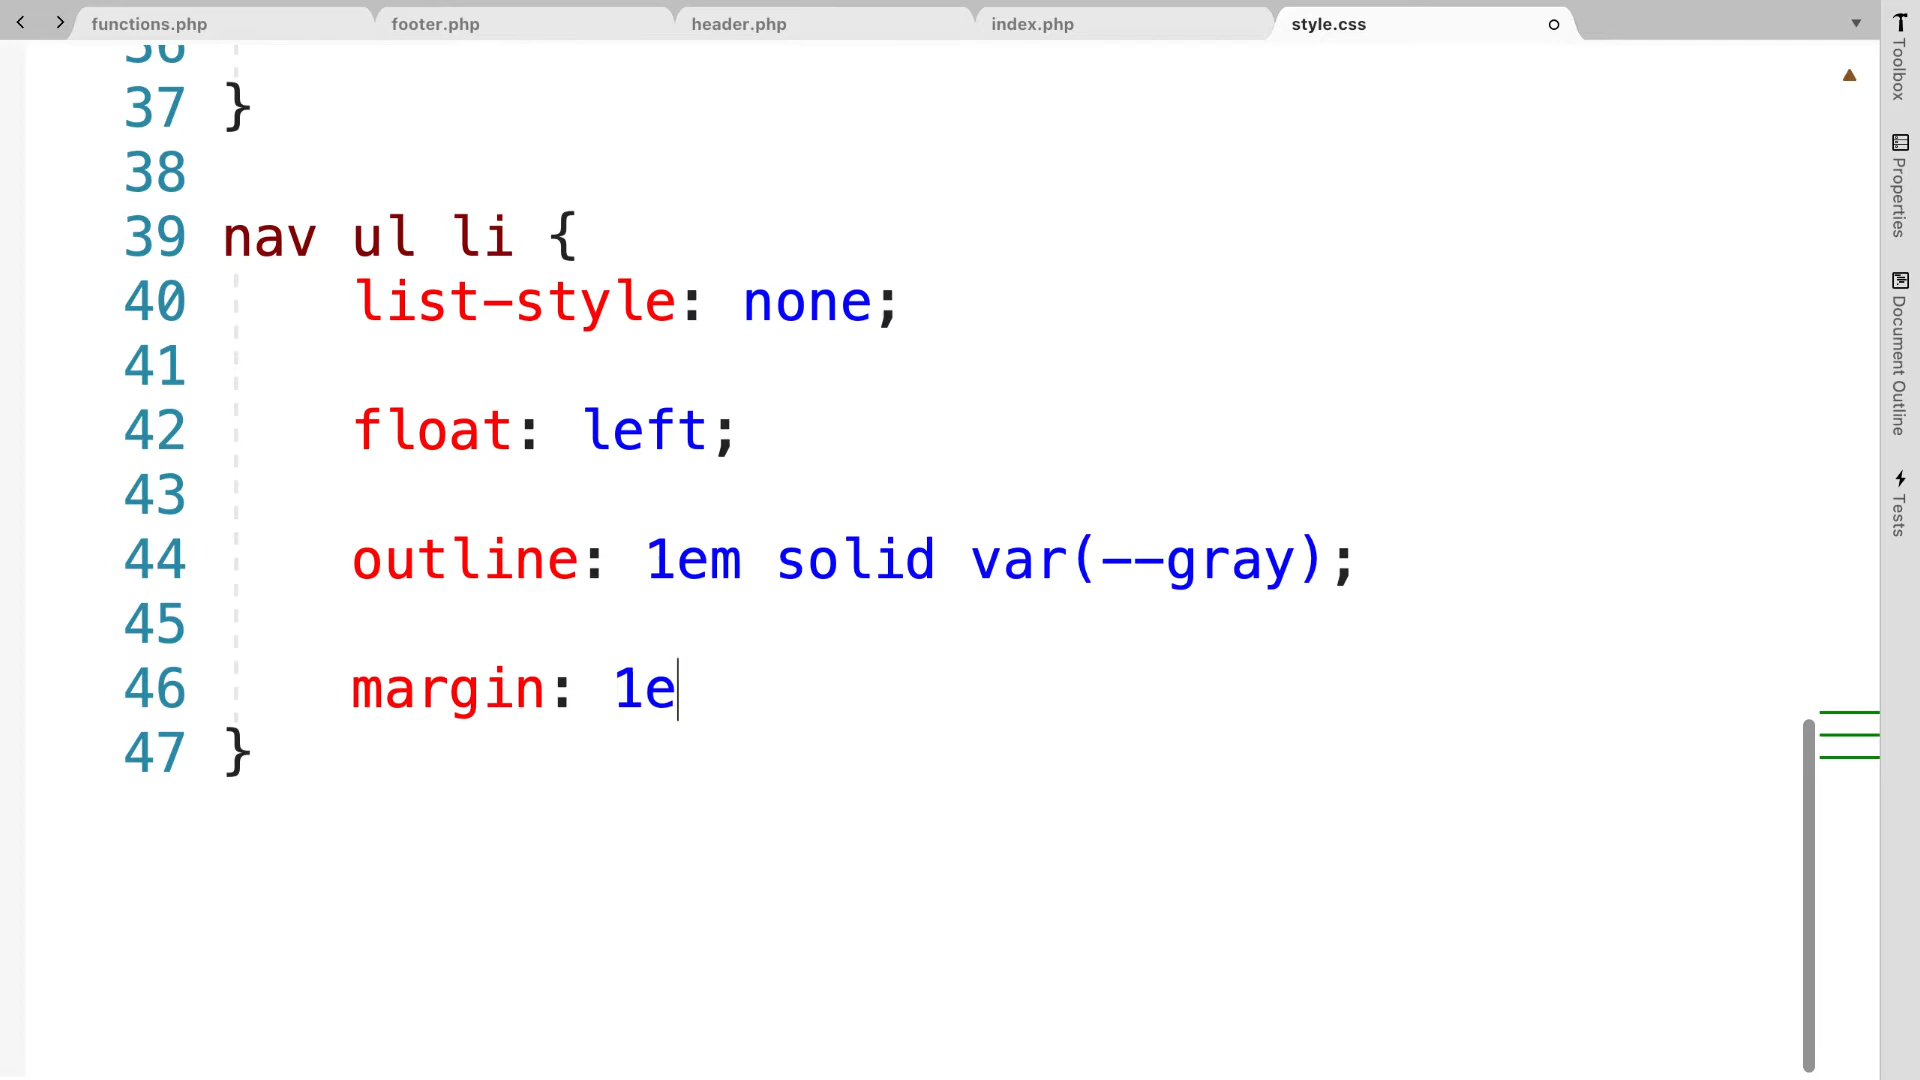 functions.php footer.php header.php index.php style.css
36
37 }
38
39 nav ul li {
40 list-style: none;
41
42 float: left;
43
44 outline: 1em solid var(--gray);
45
46 margin: 1e
47 }
Toolbox
Properties
Document Outline
Tests